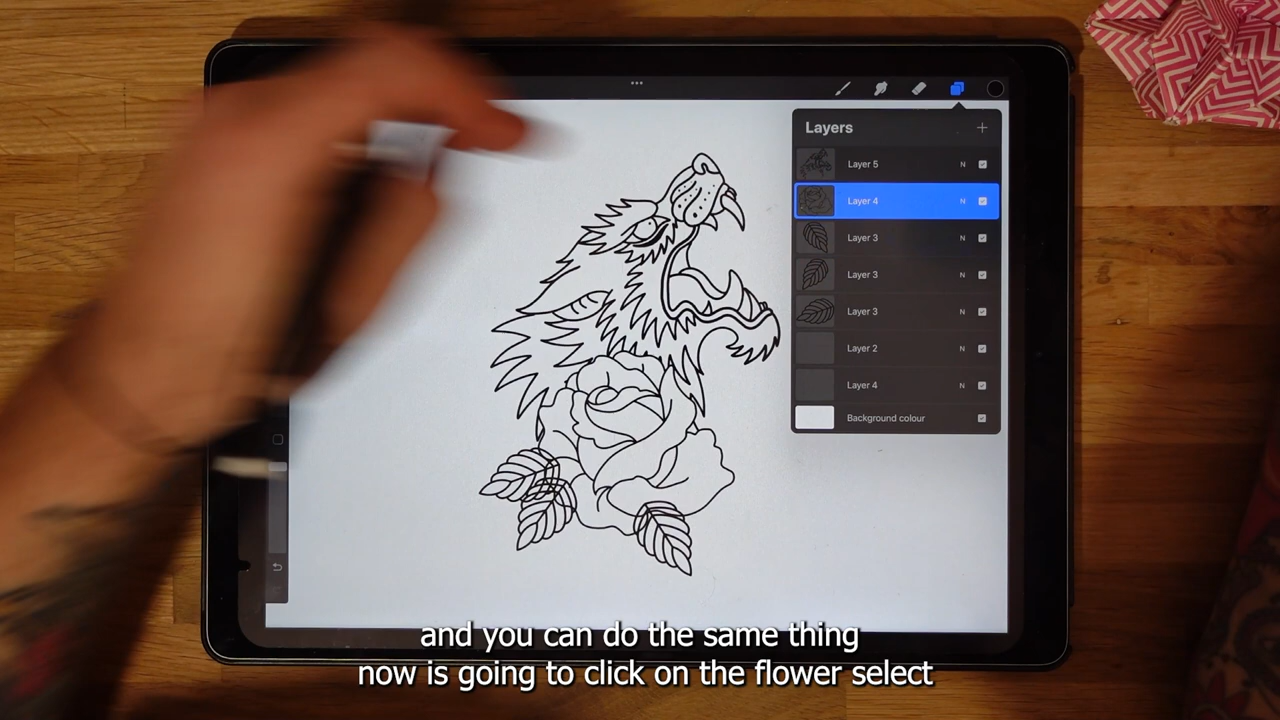 Layers
Layer 5 N
Layer 4 N
Layer 3 N
Layer 3 N
Layer 3 N
Layer 2 N
Layer 4 N
Background colour
and you can do the same thing
now is going to click on the flower select